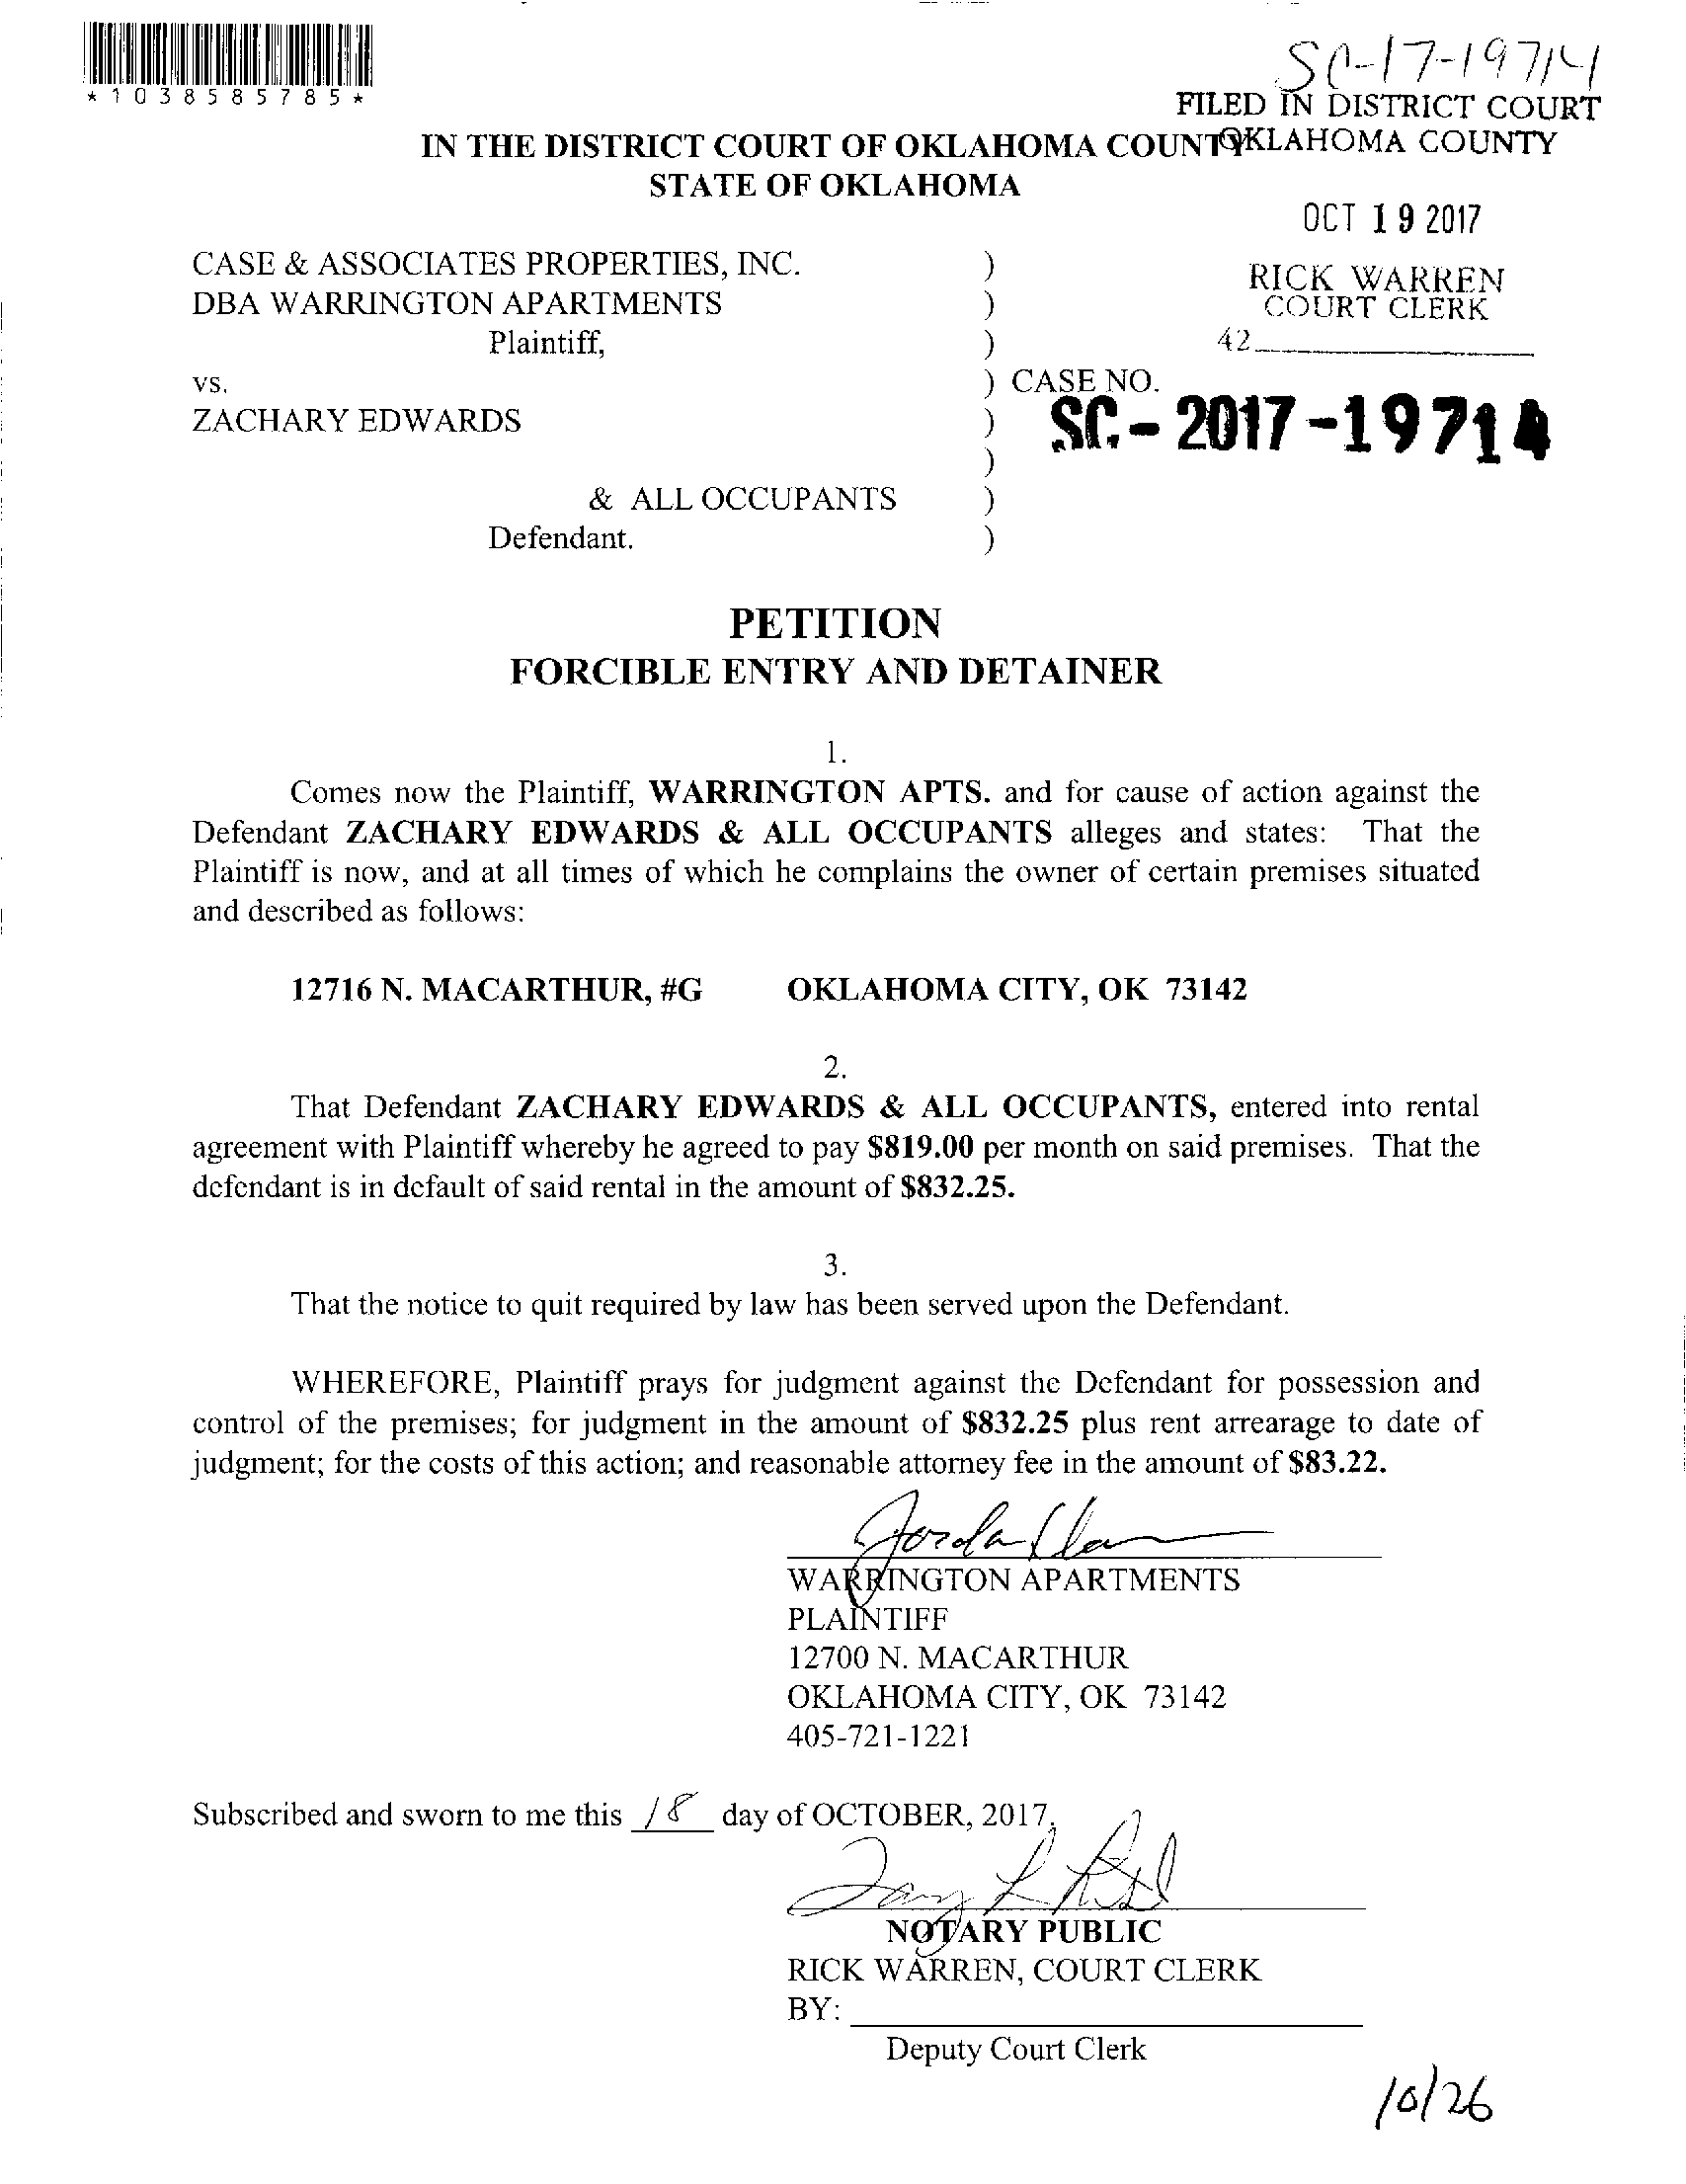 SC-17-19714
*1038585785*
FILED IN DISTRICT COURT
OKLAHOMA COUNTY
IN THE DISTRICT COURT OF OKLAHOMA COUNTY
STATE OF OKLAHOMA
OCT 19 2017
RICK WARREN
COURT CLERK
42
CASE & ASSOCIATES PROPERTIES, INC. )
DBA WARRINGTON APARTMENTS )
Plaintiff, )
vs. ) CASE NO.
ZACHARY EDWARDS ) SC-2017-19714
)
& ALL OCCUPANTS )
Defendant. )
PETITION
FORCIBLE ENTRY AND DETAINER
1.
Comes now the Plaintiff, WARRINGTON APTS. and for cause of action against the
Defendant ZACHARY EDWARDS & ALL OCCUPANTS alleges and states: That the
Plaintiff is now, and at all times of which he complains the owner of certain premises situated
and described as follows:
12716 N. MACARTHUR, #G OKLAHOMA CITY, OK 73142
2.
That Defendant ZACHARY EDWARDS & ALL OCCUPANTS, entered into rental
agreement with Plaintiff whereby he agreed to pay $819.00 per month on said premises. That the
defendant is in default of said rental in the amount of $832.25.
3.
That the notice to quit required by law has been served upon the Defendant.
WHEREFORE, Plaintiff prays for judgment against the Defendant for possession and
control of the premises; for judgment in the amount of $832.25 plus rent arrearage to date of
judgment; for the costs of this action; and reasonable attorney fee in the amount of $83.22.
WARRINGTON APARTMENTS
PLAINTIFF
12700 N. MACARTHUR
OKLAHOMA CITY, OK 73142
405-721-1221
Subscribed and sworn to me this 18 day of OCTOBER, 2017.
NOTARY PUBLIC
RICK WARREN, COURT CLERK
BY:
Deputy Court Clerk
10/26